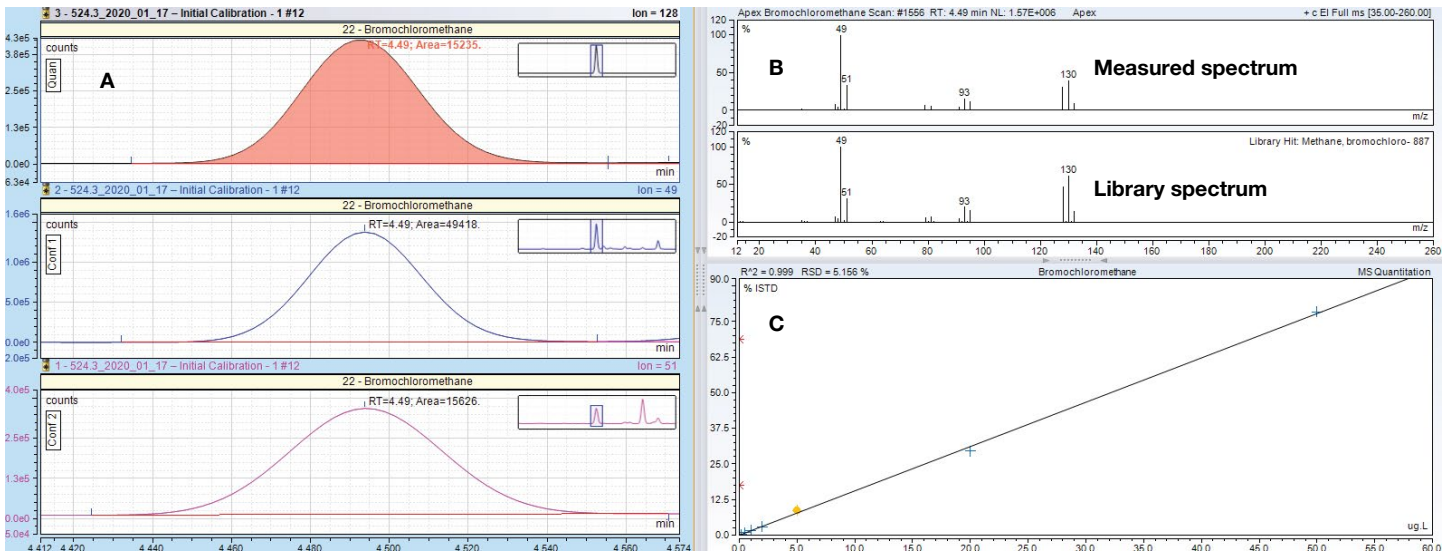 3 - 524.3_2020_01_17 – Initial Calibration - 1 #12 Ion = 128
22 - Bromochloromethane
4.3e5
3.8e5
2.5e5
1.3e5
0.0e0
6.3e4
counts
Quan
A
RT=4.49; Area=15235.
min
2 - 524.3_2020_01_17 – Initial Calibration - 1 #12 Ion = 49
22 - Bromochloromethane
1.6e6
1.0e6
5.0e5
0.0e0
2.0e5
counts
Conf 1
RT=4.49; Area=49418.
min
1 - 524.3_2020_01_17 – Initial Calibration - 1 #12 Ion = 51
22 - Bromochloromethane
4.0e5
2.5e5
1.3e5
0.0e0
5.0e4
counts
Conf 2
RT=4.49; Area=15626.
min
4.412 4.420 4.440 4.460 4.480 4.500 4.520 4.540 4.560 4.574
Apex Bromochloromethane Scan: #1556 RT: 4.49 min NL: 1.57E+006 Apex + c EI Full ms [35.00-260.00]
120
100
50
0
-20
%
B
49
51
93
130
Measured spectrum
m/z
120
100
50
0
-20
%
49
51
93
130
Library Hit: Methane, bromochloro- 887
Library spectrum
m/z
12 20 40 60 80 100 120 140 160 180 200 220 240 260
R^2 = 0.999 RSD = 5.156 % Bromochloromethane MS Quantitation
90.0
75.0
62.5
50.0
37.5
25.0
12.5
0.0
% ISTD
C
ug.L
0.0 5.0 10.0 20.0 30.0 40.0 50.0 60.0